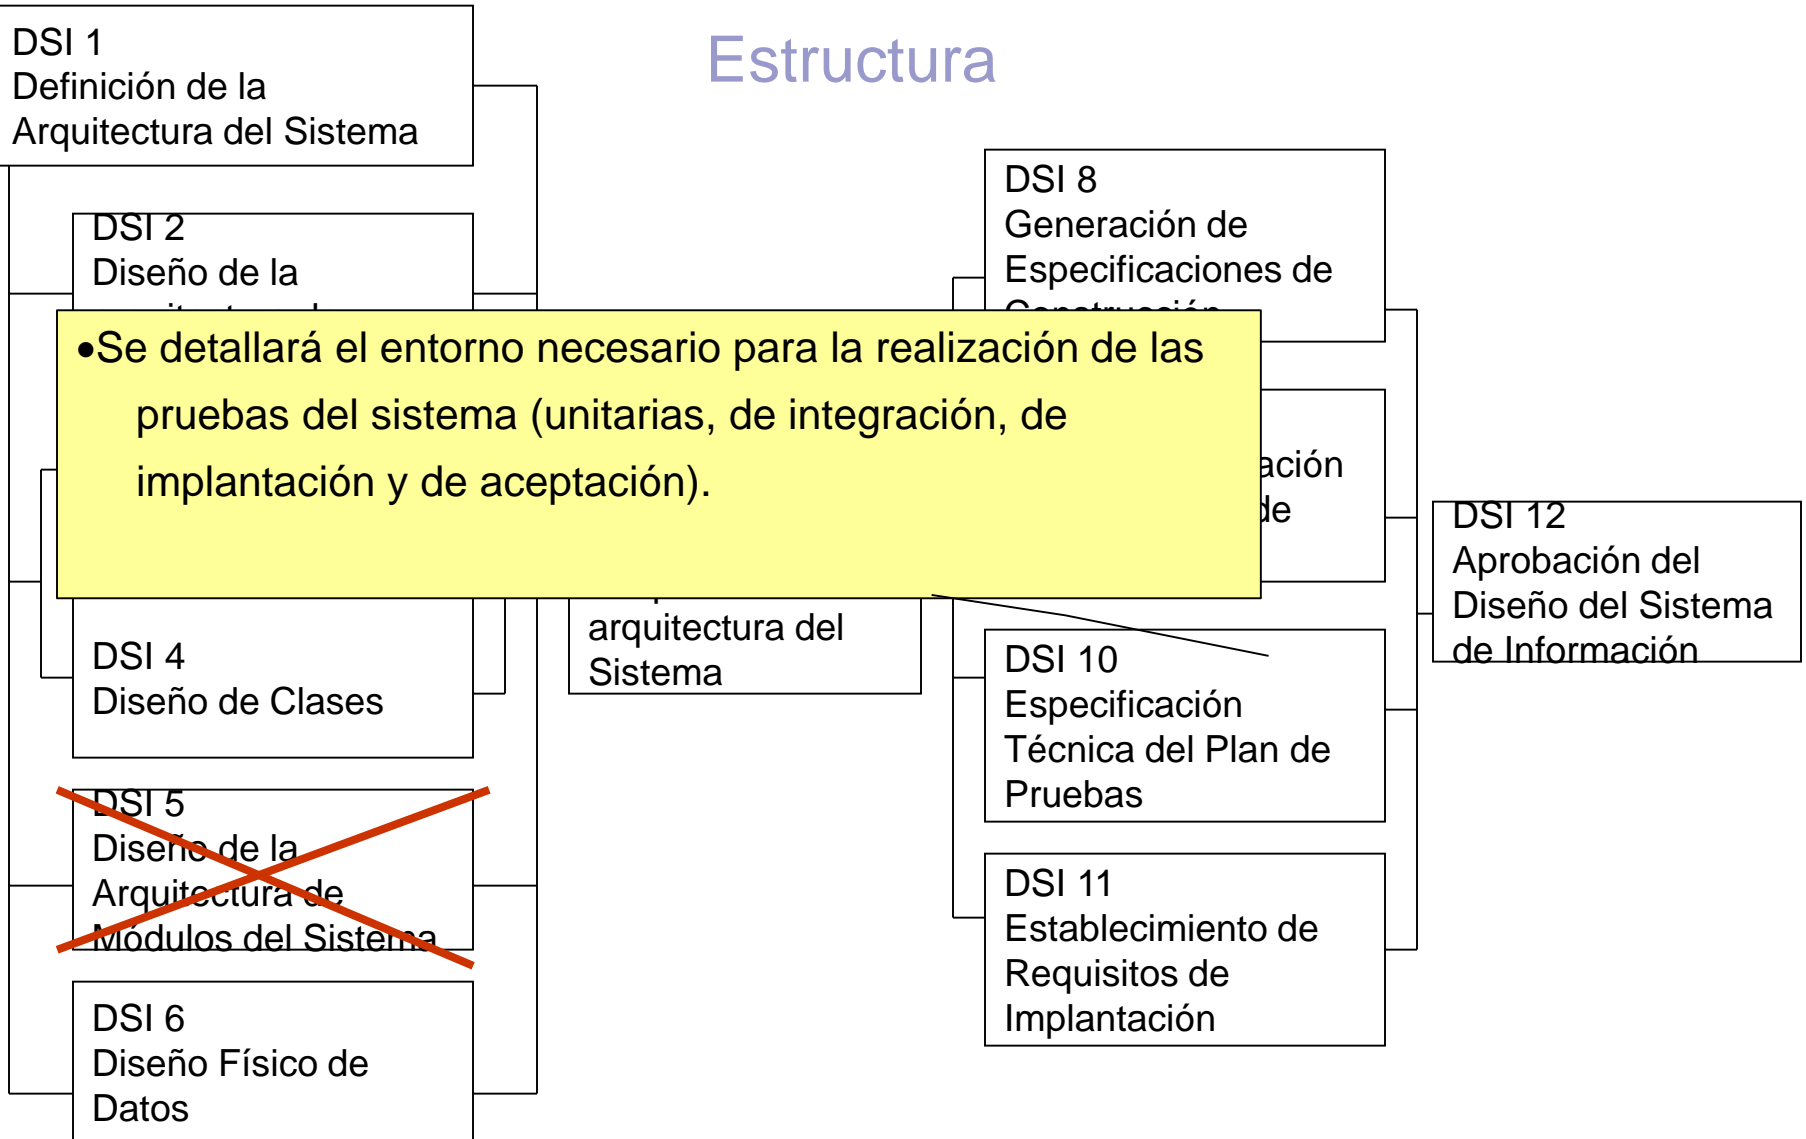 Estructura
DSI 1
Definición de la
Arquitectura del Sistema
DSI 2
Diseño de la
•Se detallará el entorno necesario para la realización de las
pruebas del sistema (unitarias, de integración, de
implantación y de aceptación).
DSI 4
Diseño de Clases
DSI 5
Diseño de la
Arquitectura de
Módulos del Sistema
DSI 6
Diseño Físico de
Datos
arquitectura del
Sistema
DSI 8
Generación de
Especificaciones de
Construcción
ación
de
DSI 10
Especificación
Técnica del Plan de
Pruebas
DSI 11
Establecimiento de
Requisitos de
Implantación
DSI 12
Aprobación del
Diseño del Sistema
de Información